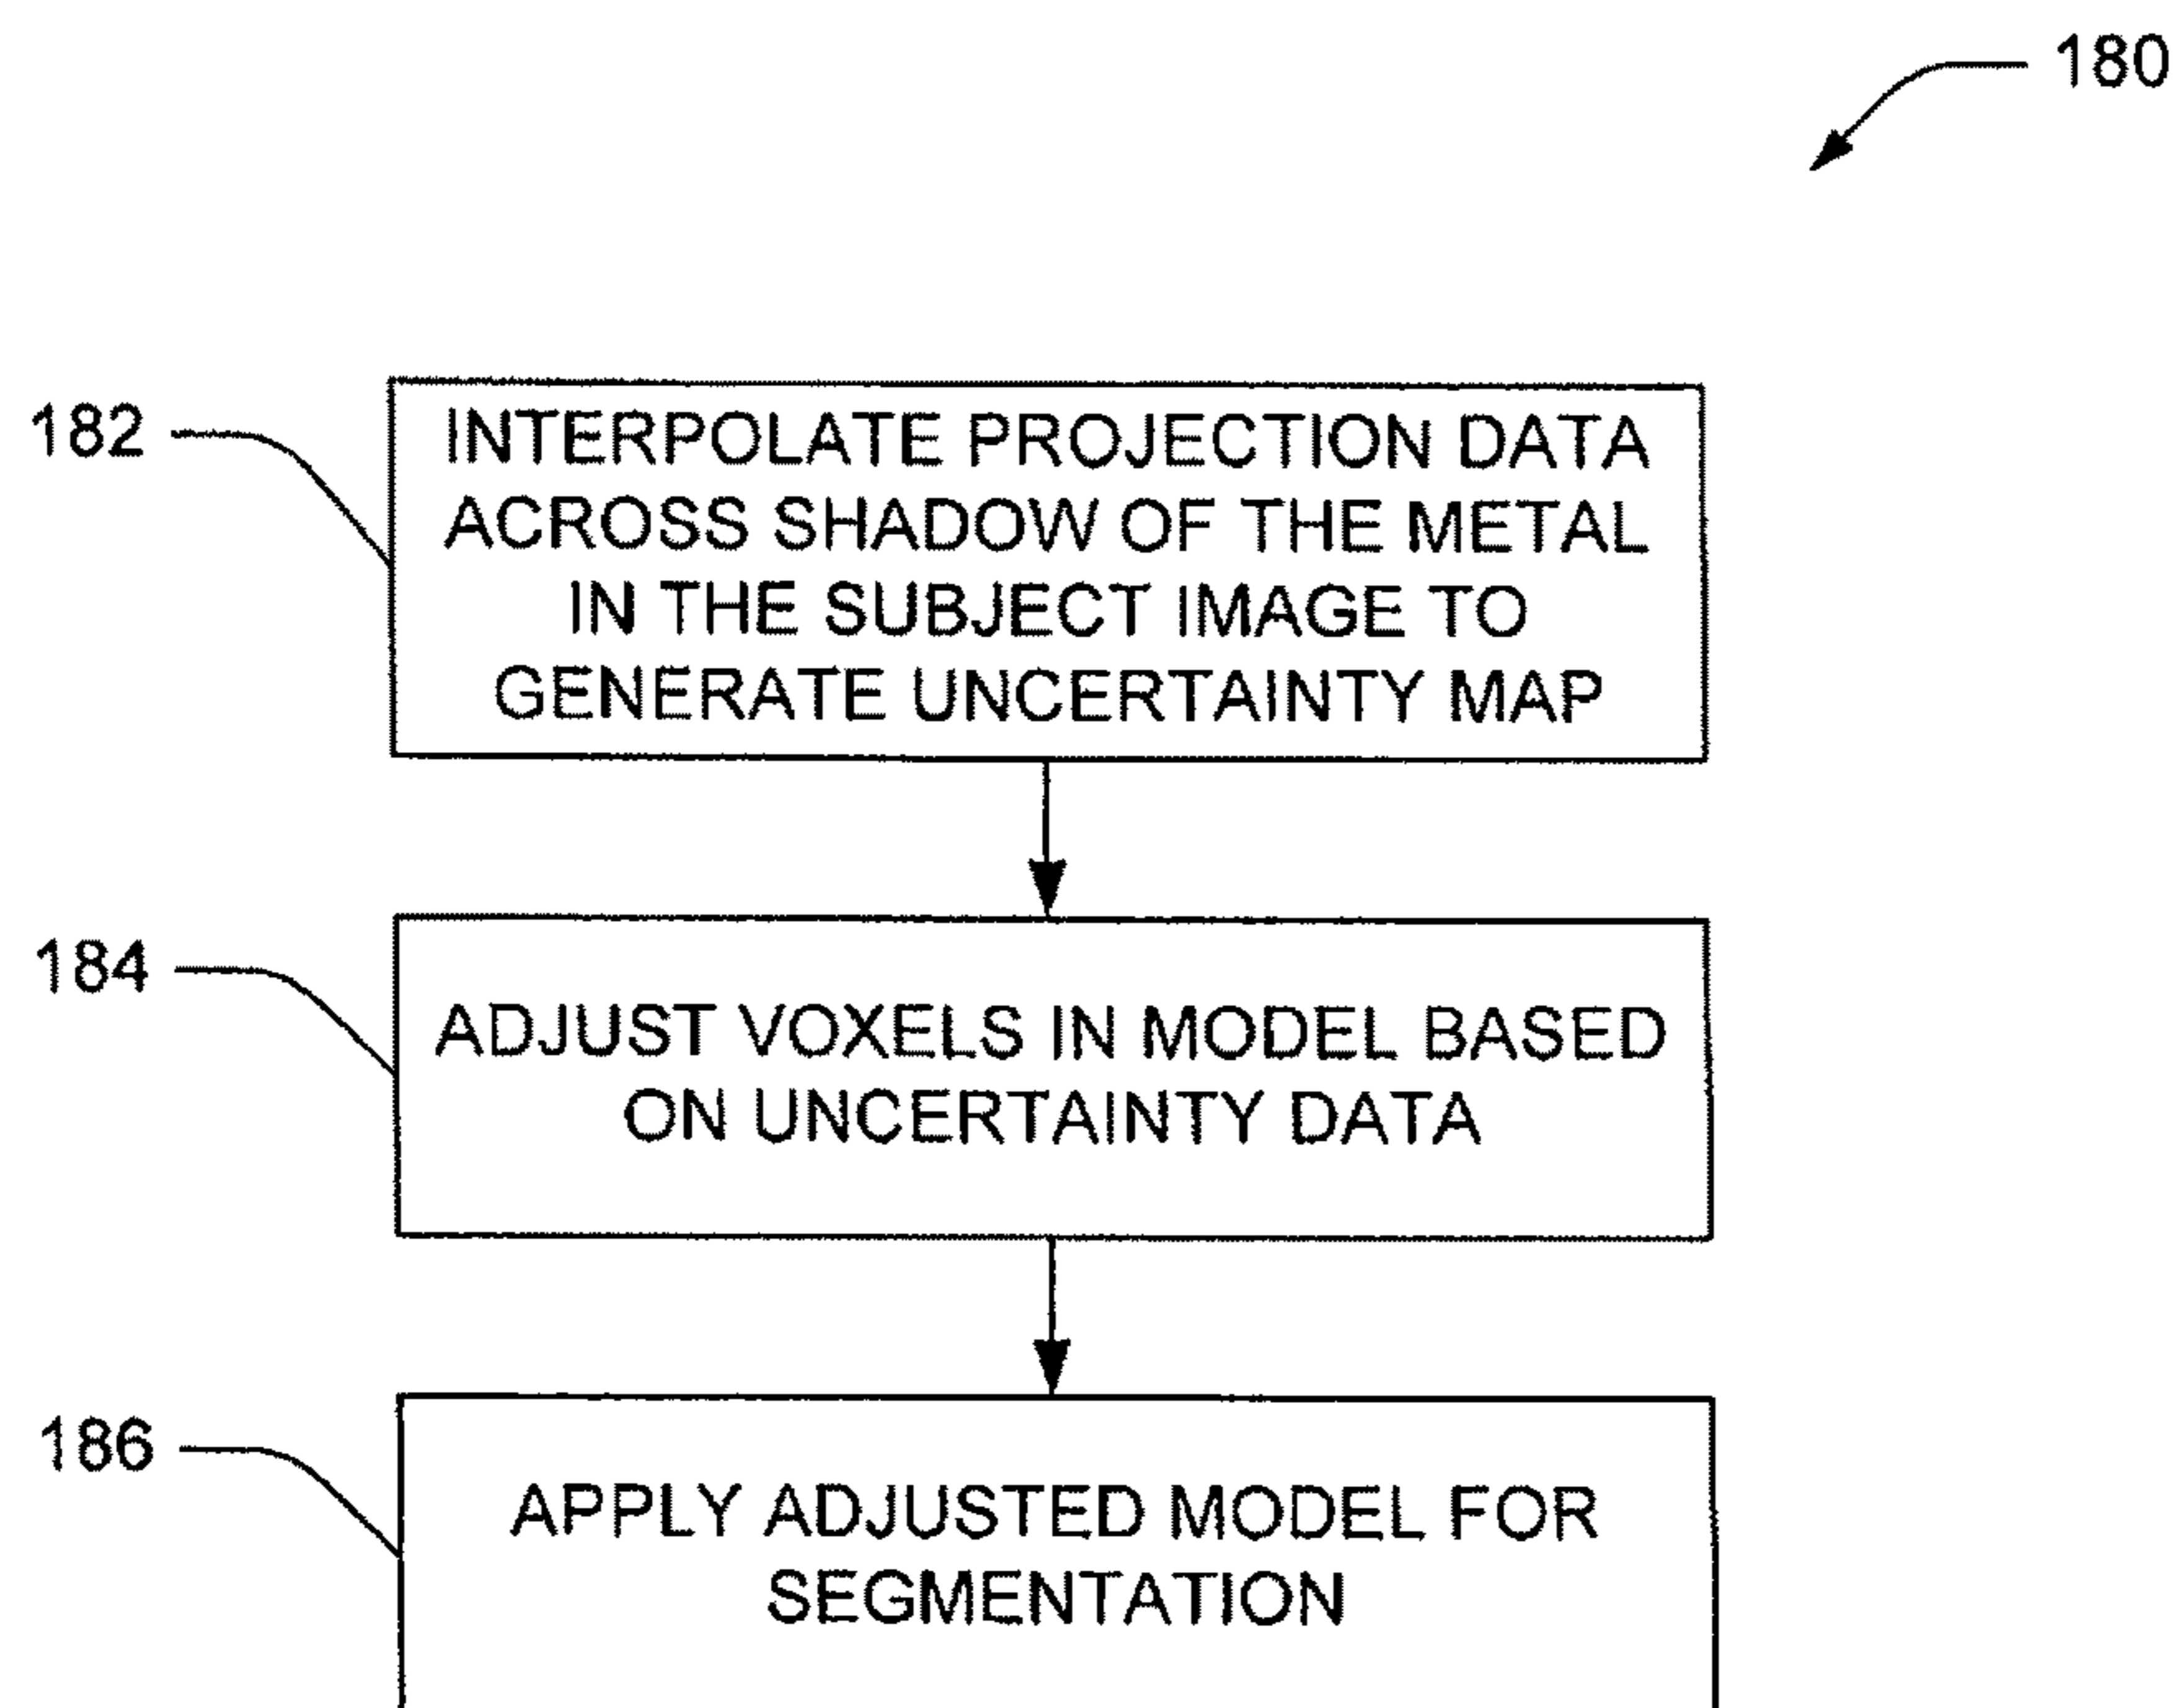 180
182
INTERPOLATE PROJECTION DATA
ACROSS SHADOW OF THE METAL
IN THE SUBJECT IMAGE TO
GENERATE UNCERTAINTY MAP
184
ADJUST VOXELS IN MODEL BASED
ON UNCERTAINTY DATA
186
APPLY ADJUSTED MODEL FOR
SEGMENTATION